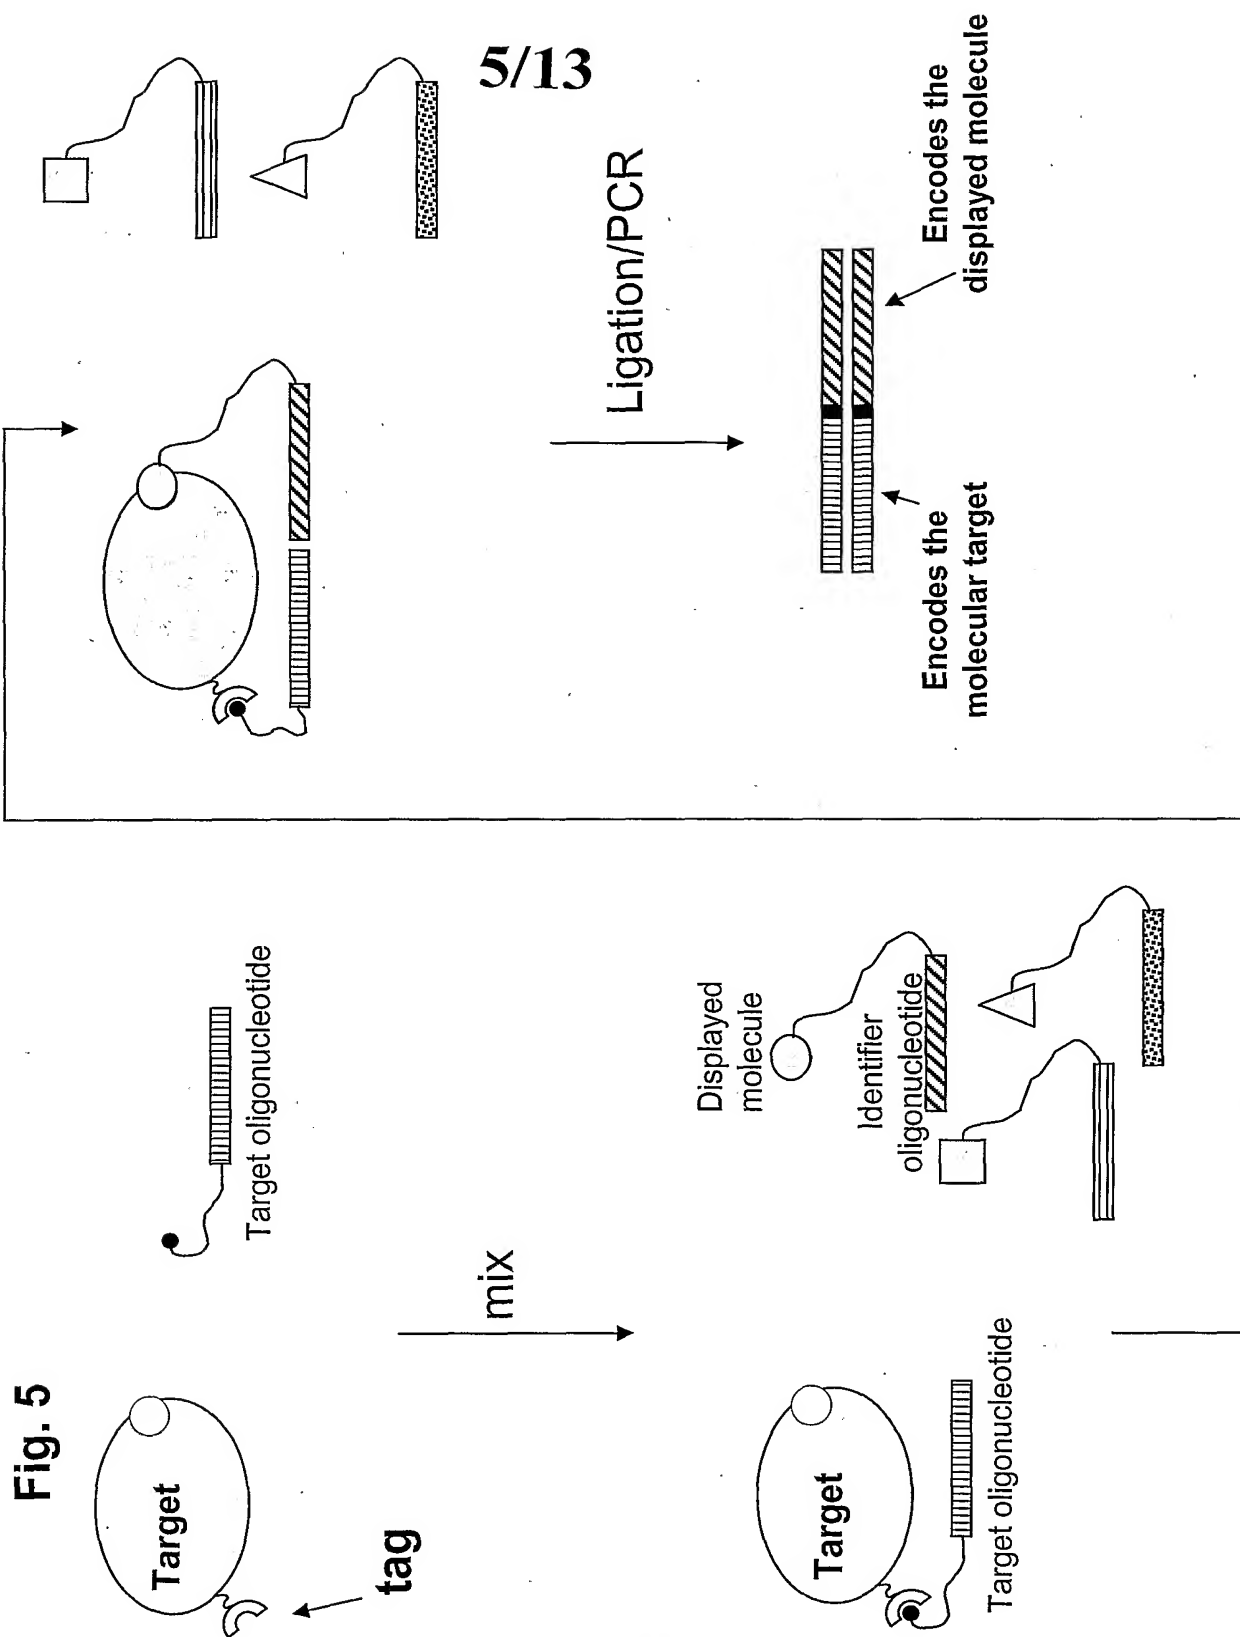 5/13
Fig. 5
Target
tag
Target oligonucleotide
mix
Target
Target oligonucleotide
Displayed
molecule
Identifier
oligonucleotide
Ligation/PCR
Encodes the
molecular target
Encodes the
displayed molecule